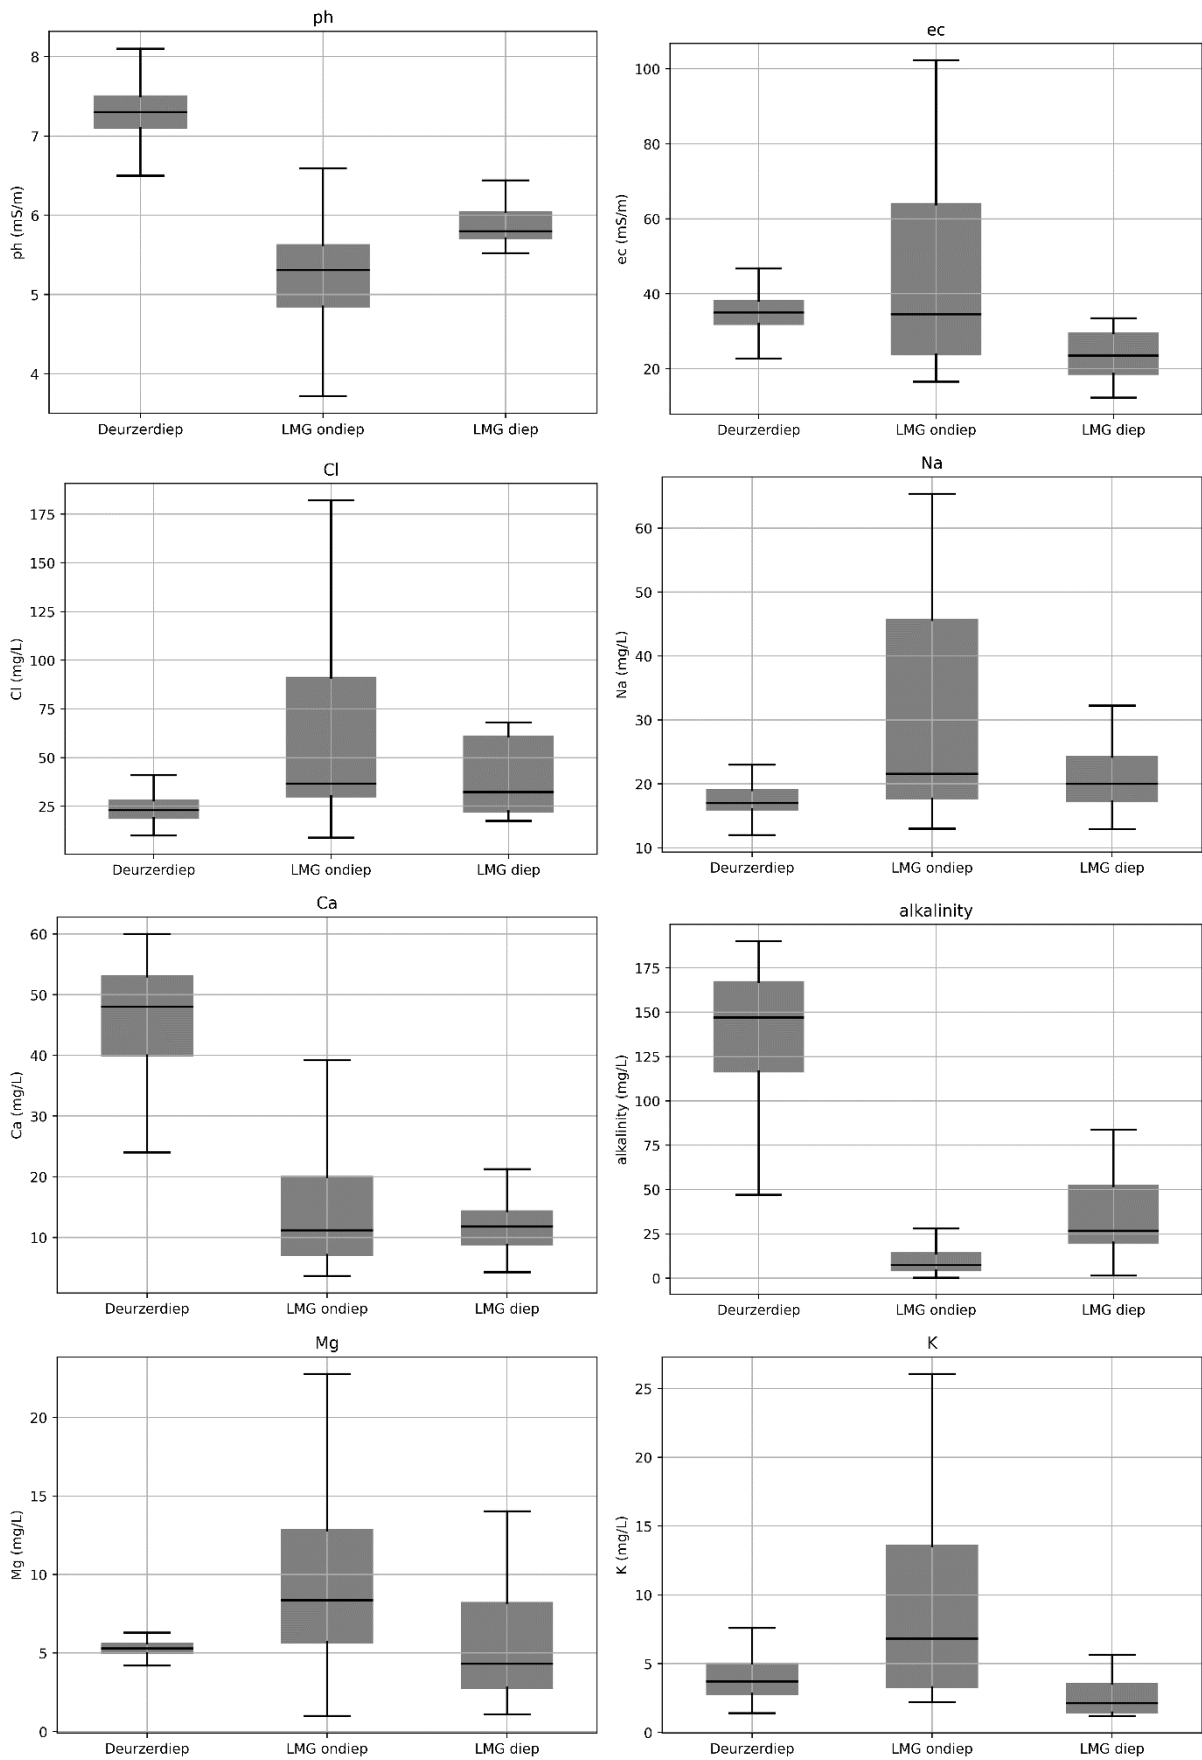 ph
8
7
6
5
4
ph (mS/m)
Deurzerdiep LMG ondiep LMG diep
ec
100
80
60
40
20
ec (mS/m)
Deurzerdiep LMG ondiep LMG diep
Cl
175
150
125
100
75
50
25
Cl (mg/L)
Deurzerdiep LMG ondiep LMG diep
Na
60
50
40
30
20
10
Na (mg/L)
Deurzerdiep LMG ondiep LMG diep
Ca
60
50
40
30
20
10
Ca (mg/L)
Deurzerdiep LMG ondiep LMG diep
alkalinity
175
150
125
100
75
50
25
0
alkalinity (mg/L)
Deurzerdiep LMG ondiep LMG diep
Mg
20
15
10
5
0
Mg (mg/L)
Deurzerdiep LMG ondiep LMG diep
K
25
20
15
10
5
0
K (mg/L)
Deurzerdiep LMG ondiep LMG diep